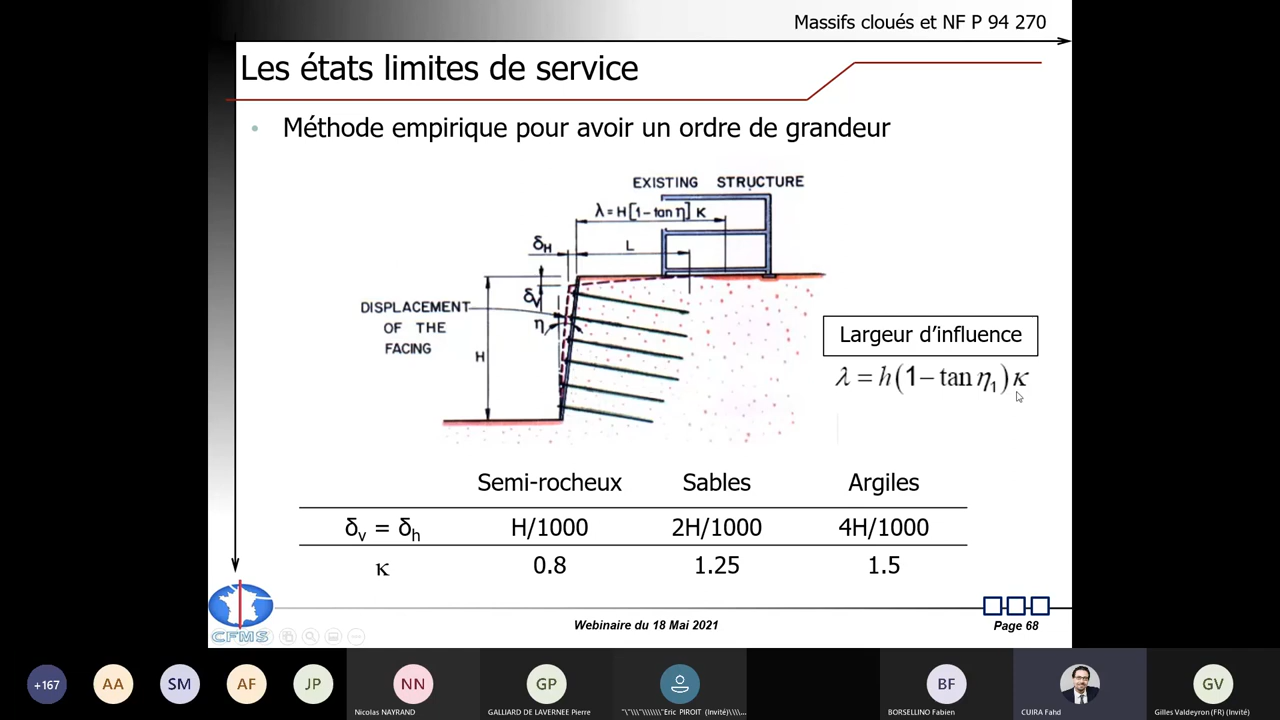 Massifs cloués et NF P 94 270
Les états limites de service
• Méthode empirique pour avoir un ordre de grandeur
EXISTING STRUCTURE
λ=H[1-tan η] κ
δH
L
δV
DISPLACEMENT
OF THE
FACING
η
H
Largeur d'influence
λ = h(1− tan η₁)κ
Semi-rocheux Sables Argiles
δv = δh H/1000 2H/1000 4H/1000
κ 0.8 1.25 1.5
CFMS
Webinaire du 18 Mai 2021
Page 68
+167 AA SM AF JP NN GP BF GV
Nicolas NAYRAND
GALLIARD DE LAVERNEE Pierre
"\"\\\"\\\\\\\"Eric PIROIT (Invité)\\\\,...
BORSELLINO Fabien
CUIRA Fahd
Gilles Valdeyron (FR) (Invité)